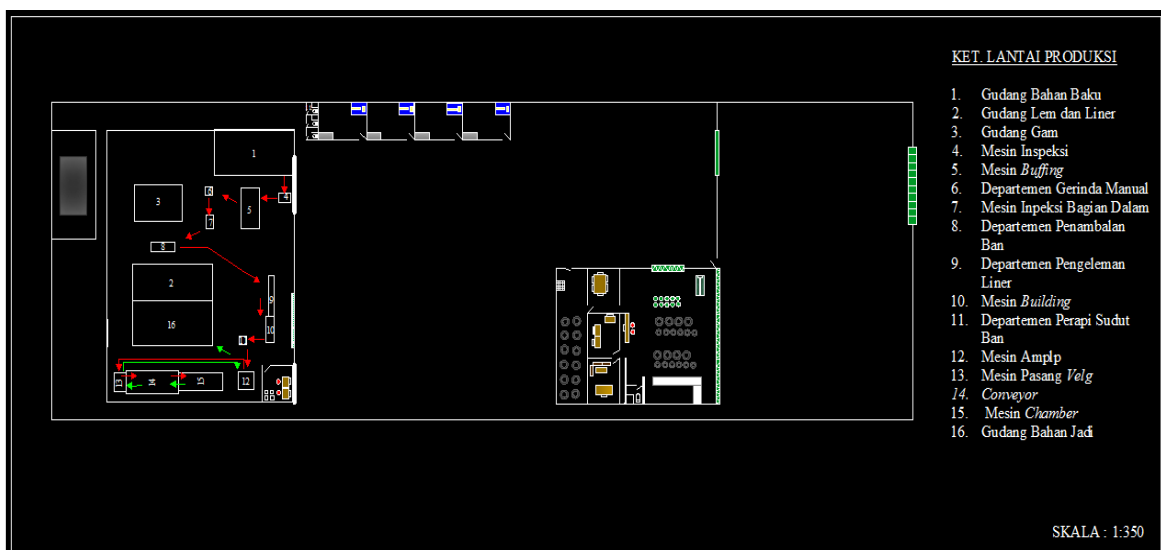 KET. LANTAI PRODUKSI
1. Gudang Bahan Baku
2. Gudang Lem dan Liner
3. Gudang Gam
4. Mesin Inspeksi
5. Mesin Buffing
6. Departemen Gerinda Manual
7. Mesin Inpeksi Bagian Dalam
8. Departemen Penambalan
Ban
9. Departemen Pengeleman
Liner
10. Mesin Building
11. Departemen Perapi Sudut
Ban
12. Mesin Amplp
13. Mesin Pasang Velg
14. Conveyor
15. Mesin Chamber
16. Gudang Bahan Jadi
1
4
6
3
5
7
8
2
9
16
10
13
14
15
12
SKALA : 1:350